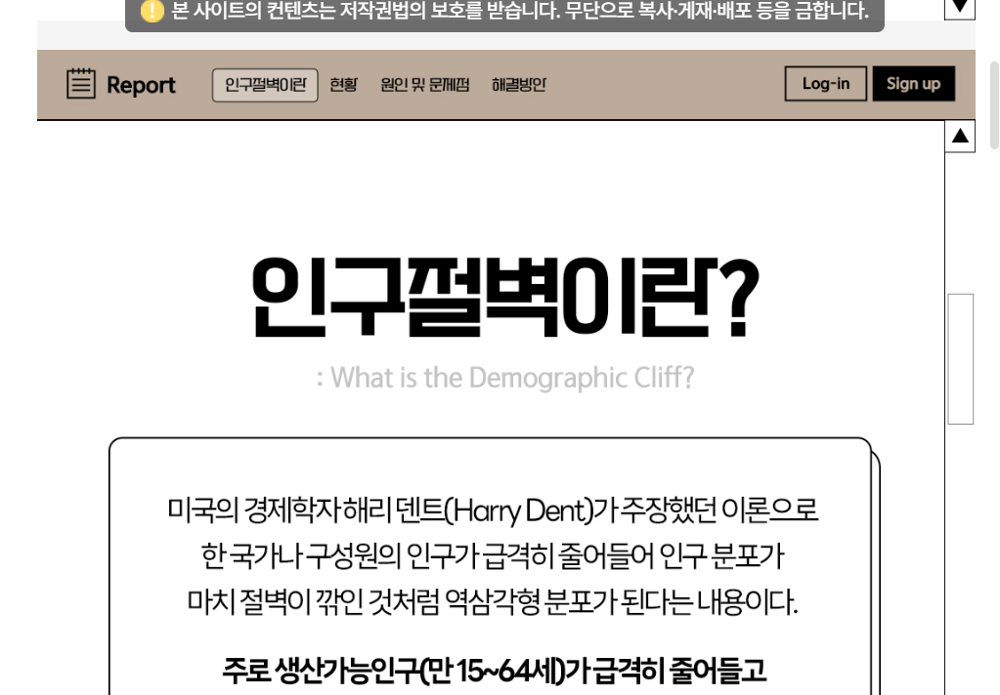 본 사이트의 컨텐츠는 저작권법의 보호를 받습니다. 무단으로 복사·게재·배포 등을 금합니다.
Report 인구절벽이란 현황 원인 및 문제점 해결방안 Log-in Sign up
인구절벽이란?
: What is the Demographic Cliff?
미국의 경제학자 해리 덴트(Harry Dent)가 주장했던 이론으로
한 국가나 구성원의 인구가 급격히 줄어들어 인구 분포가
마치 절벽이 깎인 것처럼 역삼각형 분포가 된다는 내용이다.
주로 생산가능인구(만 15~64세)가 급격히 줄어들고